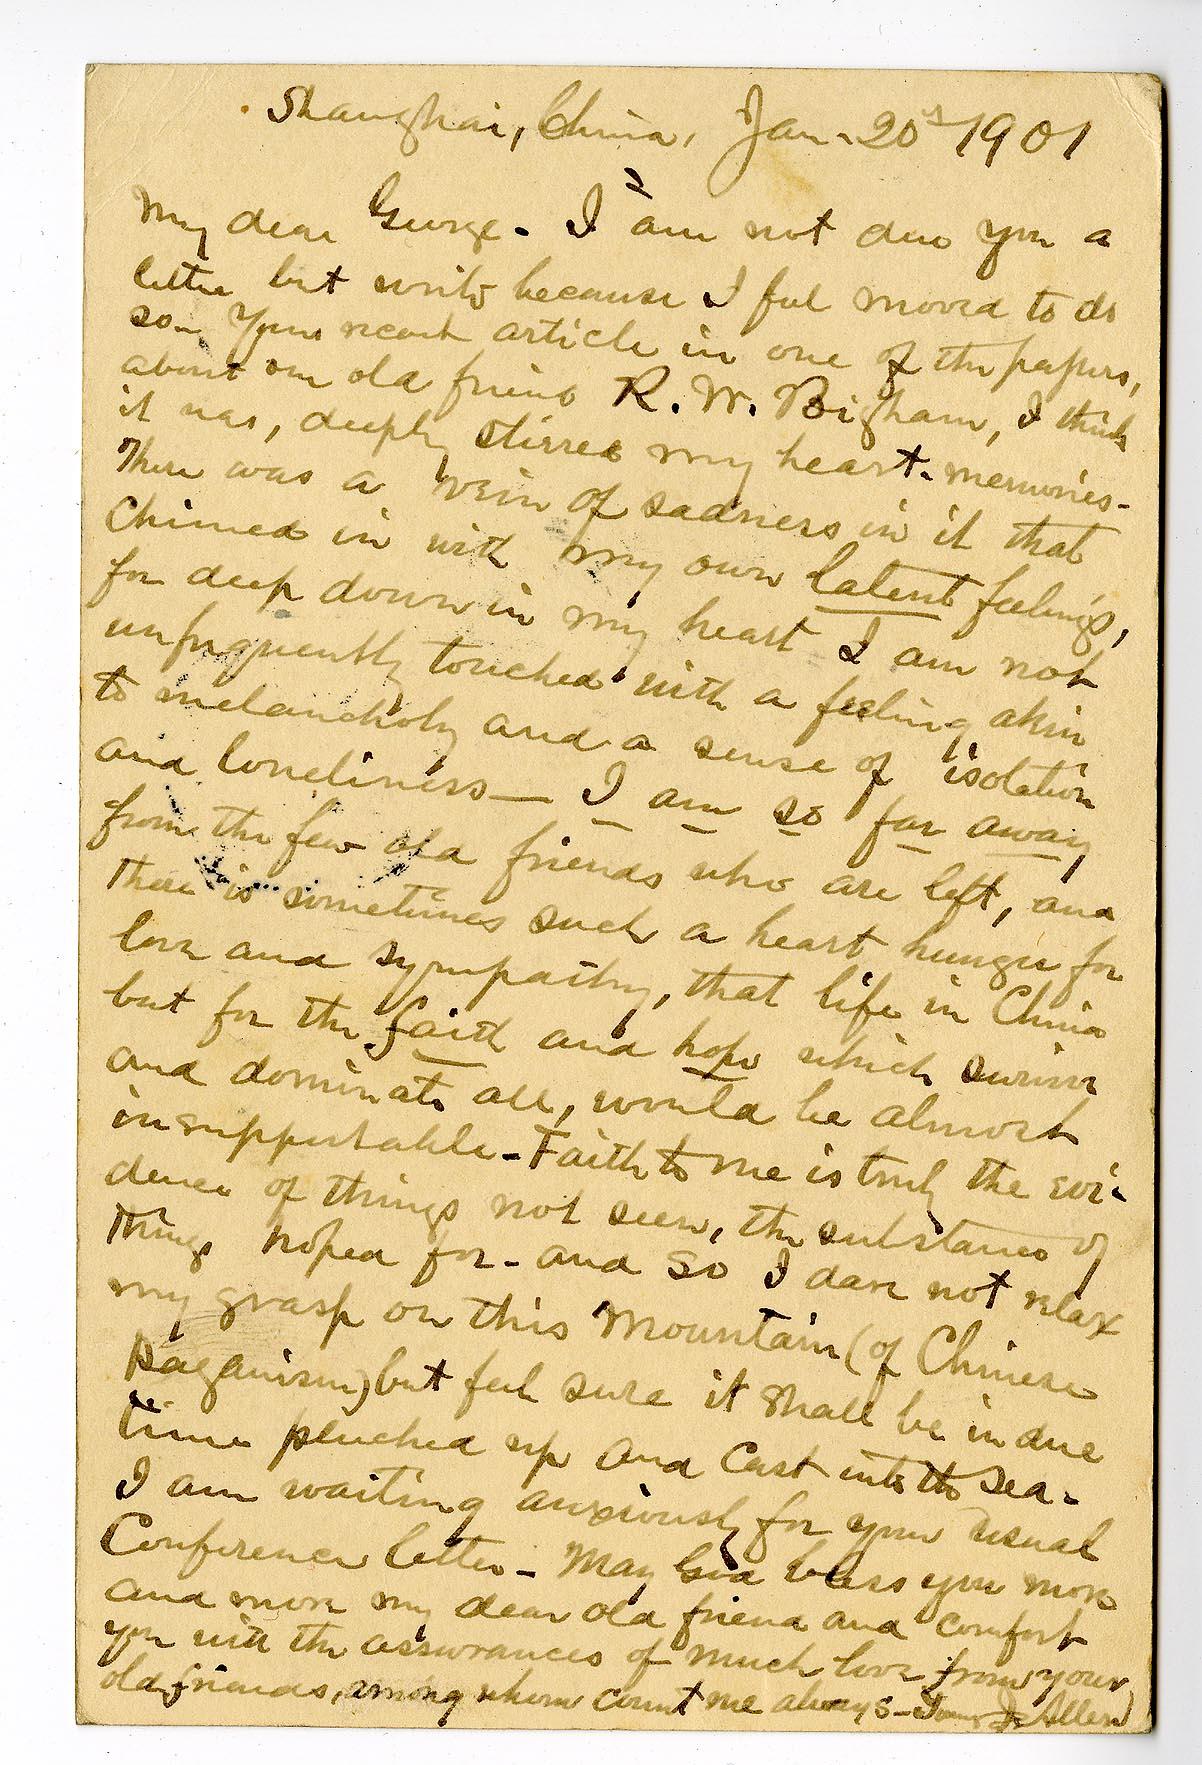 Shanghai, China, Jan. 20th 1901
My dear George. I am not due you a
letter but write because I feel moved to do
so. Your recent article in one of the papers,
about our old friend R. W. Bigham, I think
it was, deeply stirred my heart-memories-
There was a vein of sadness in it that
chimed in with my own latent feelings,
for deep down in my heart I am not
unfrequently touched with a feeling akin
to melancholy and a sense of isolation
and loneliness— I am so far away
from the few old friends who are left, and
there is sometimes such a heart hunger for
love and sympathy, that life in China
but for the faith and hope which survive
and dominate all, would be almost
insupportable - Faith to me is truly the evi-
dence of things not seen, the substance of
things hoped for - and so I dare not relax
my grasp on this Mountain (of Chinese
paganism) but feel sure it shall be in due
time plucked up and cast into the sea-
I am waiting anxiously for your usual
Conference letter - May God bless you more
and more my dear old friend and comfort
you with the assurances of much love from your
old friends, among whom count me always - Young J. Allen